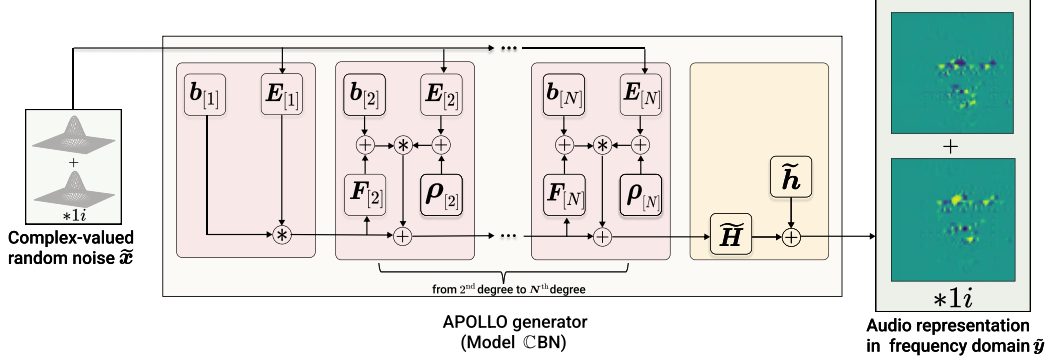 b[1]
E[1]
b[2]
E[2]
...
b[N]
E[N]
+
*
+
+
*
+
F[2]
ρ[2]
F[N]
ρ[N]
h̃
*
+
...
+
H̃
+
+
*1i
Complex-valued
random noise x̃
from 2nd degree to Nth degree
APOLLO generator
(Model ℂBN)
+
*1i
Audio representation
in frequency domain ỹ